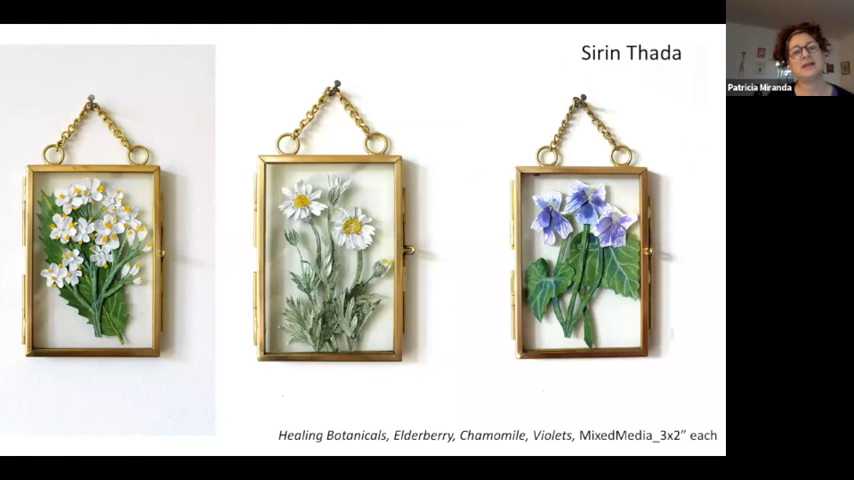 Sirin Thada
Patricia Miranda
Healing Botanicals, Elderberry, Chamomile, Violets, MixedMedia_3x2” each